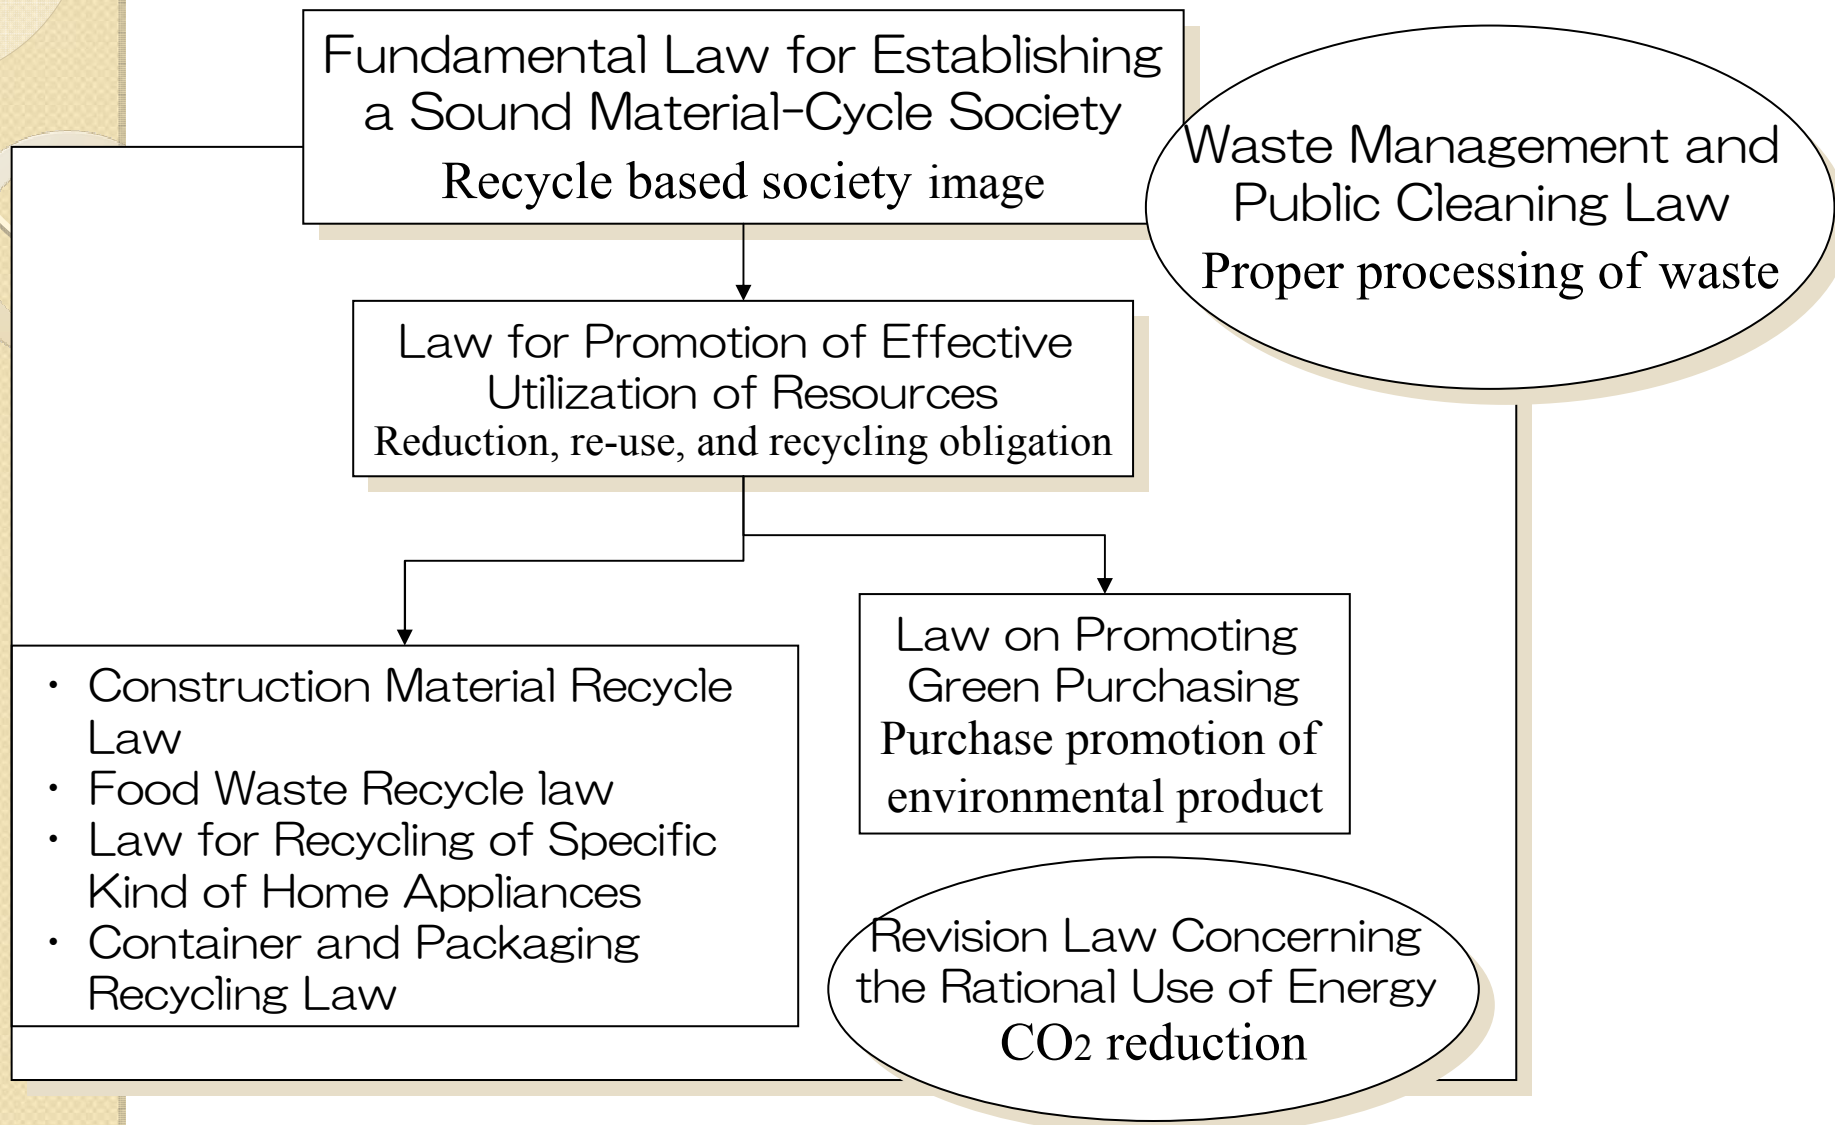 Fundamental Law for Establishing
a Sound Material-Cycle Society
Recycle based society image
Waste Management and
Public Cleaning Law
Proper processing of waste
Law for Promotion of Effective
Utilization of Resources
Reduction, re-use, and recycling obligation
・ Construction Material Recycle
Law
・ Food Waste Recycle law
・ Law for Recycling of Specific
Kind of Home Appliances
・ Container and Packaging
Recycling Law
Law on Promoting
Green Purchasing
Purchase promotion of
environmental product
Revision Law Concerning
the Rational Use of Energy
CO2 reduction